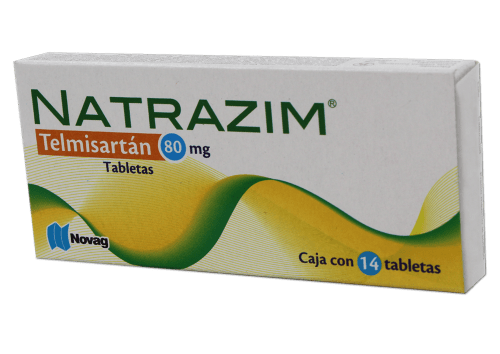 NATRAZIM®
Telmisartán 80 mg
Tabletas
Novag
Caja con 14 tabletas